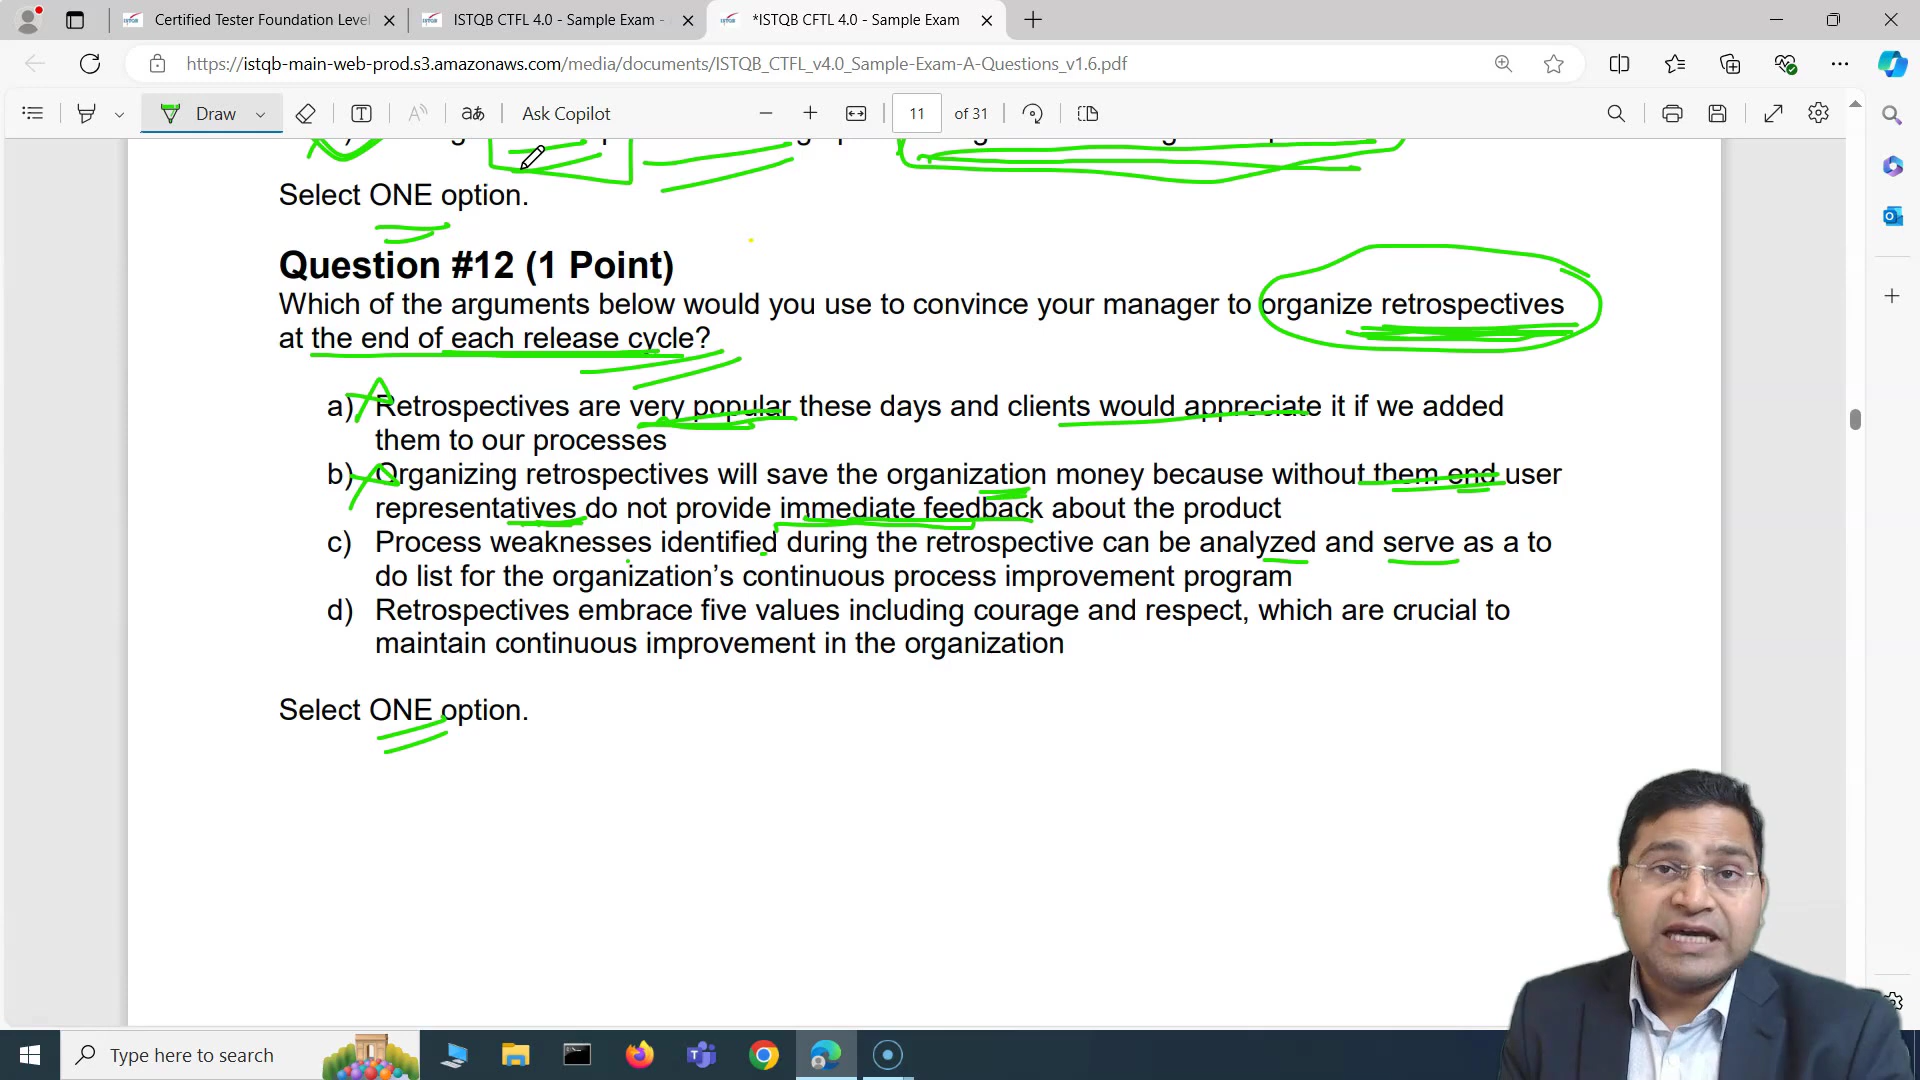 Certified Tester Foundation Level
ISTQB CTFL 4.0 - Sample Exam -
*ISTQB CFTL 4.0 - Sample Exam
https://istqb-main-web-prod.s3.amazonaws.com/media/documents/ISTQB_CTFL_v4.0_Sample-Exam-A-Questions_v1.6.pdf
Draw
aあ
Ask Copilot
11 of 31
Select ONE option.
Question #12 (1 Point)
Which of the arguments below would you use to convince your manager to organize retrospectives
at the end of each release cycle?
a) Retrospectives are very popular these days and clients would appreciate it if we added
them to our processes
b) Organizing retrospectives will save the organization money because without them end user
representatives do not provide immediate feedback about the product
c) Process weaknesses identified during the retrospective can be analyzed and serve as a to
do list for the organization’s continuous process improvement program
d) Retrospectives embrace five values including courage and respect, which are crucial to
maintain continuous improvement in the organization
Select ONE option.
Type here to search